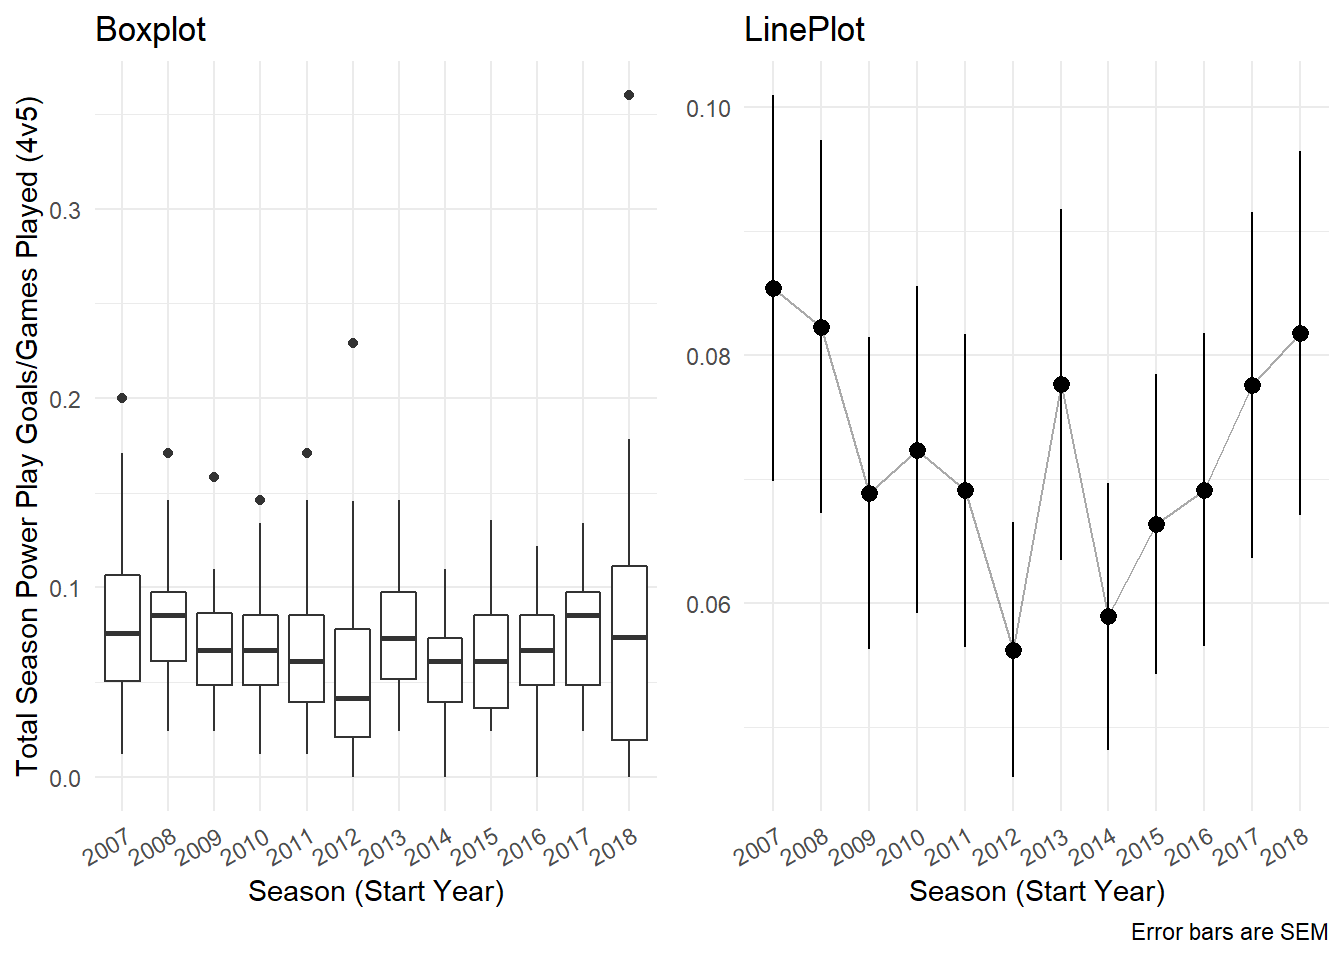 Boxplot
Total Season Power Play Goals/Games Played (4v5)
0.3
0.2
0.1
0.0
2007 2008 2009 2010 2011 2012 2013 2014 2015 2016 2017 2018
Season (Start Year)
LinePlot
0.10
0.08
0.06
2007 2008 2009 2010 2011 2012 2013 2014 2015 2016 2017 2018
Season (Start Year)
Error bars are SEM